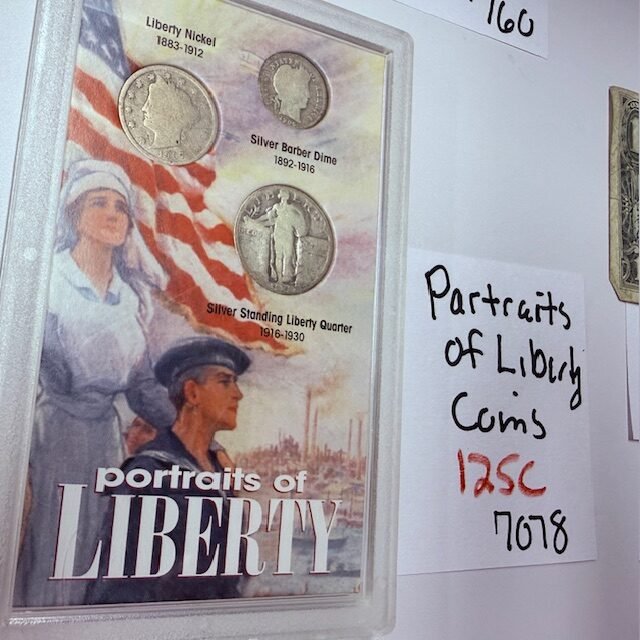 160
Liberty Nickel
1883-1912
Silver Barber Dime
1892-1916
Silver Standing Liberty Quarter
1916-1930
portraits of
LIBERTY
Partraits
of Liberty
Coins
125C
7078